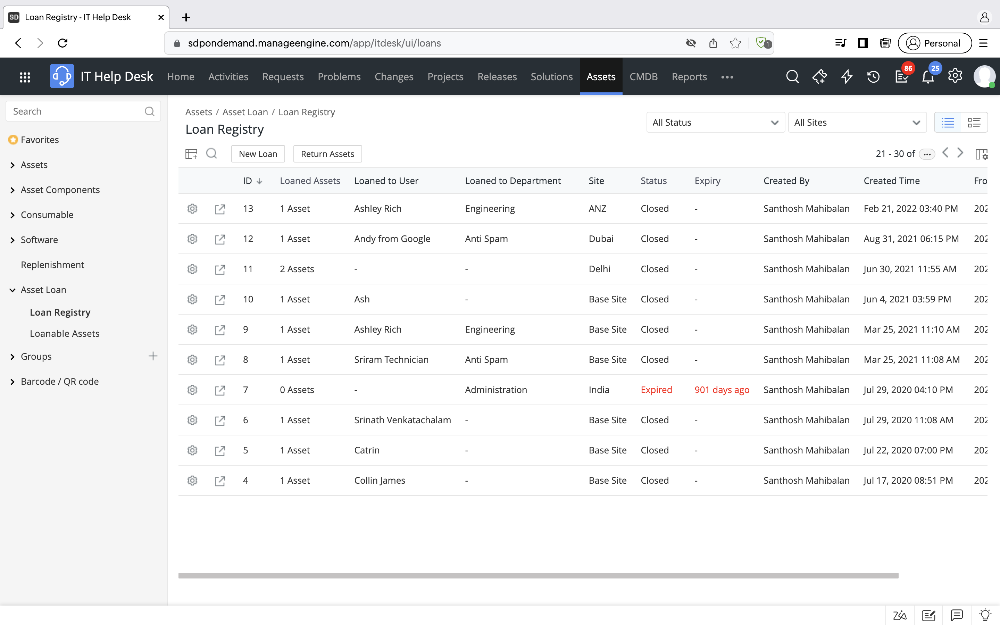 SD Loan Registry - IT Help Desk
sdpondemand.manageengine.com/app/itdesk/ui/loans
1
Personal
IT Help Desk Home Activities Requests Problems Changes Projects Releases Solutions Assets CMDB Reports 86 25
Search
Favorites
Assets
Asset Components
Consumable
Software
Replenishment
Asset Loan
Loan Registry
Loanable Assets
Groups
Barcode / QR code
Assets / Asset Loan / Loan Registry
Loan Registry
All Status
All Sites
New Loan
Return Assets
21 - 30 of
ID Loaned Assets Loaned to User Loaned to Department Site Status Expiry Created By Created Time Fro
13 1 Asset Ashley Rich Engineering ANZ Closed - Santhosh Mahibalan Feb 21, 2022 03:40 PM 202
12 1 Asset Andy from Google Anti Spam Dubai Closed - Santhosh Mahibalan Aug 31, 2021 06:15 PM 202
11 2 Assets - - Delhi Closed - Santhosh Mahibalan Jun 30, 2021 11:55 AM 202
10 1 Asset Ash - Base Site Closed - Santhosh Mahibalan Jun 4, 2021 03:59 PM 202
9 1 Asset Ashley Rich Engineering Base Site Closed - Santhosh Mahibalan Mar 25, 2021 11:10 AM 202
8 1 Asset Sriram Technician Anti Spam Base Site Closed - Santhosh Mahibalan Mar 25, 2021 11:08 AM 202
7 0 Assets - Administration India Expired 901 days ago Santhosh Mahibalan Jul 29, 2020 04:10 PM 202
6 1 Asset Srinath Venkatachalam - Base Site Closed - Santhosh Mahibalan Jul 29, 2020 11:08 AM 202
5 1 Asset Catrin - Base Site Closed - Santhosh Mahibalan Jul 22, 2020 07:00 PM 202
4 1 Asset Collin James - Base Site Closed - Santhosh Mahibalan Jul 17, 2020 08:51 PM 202
Zia